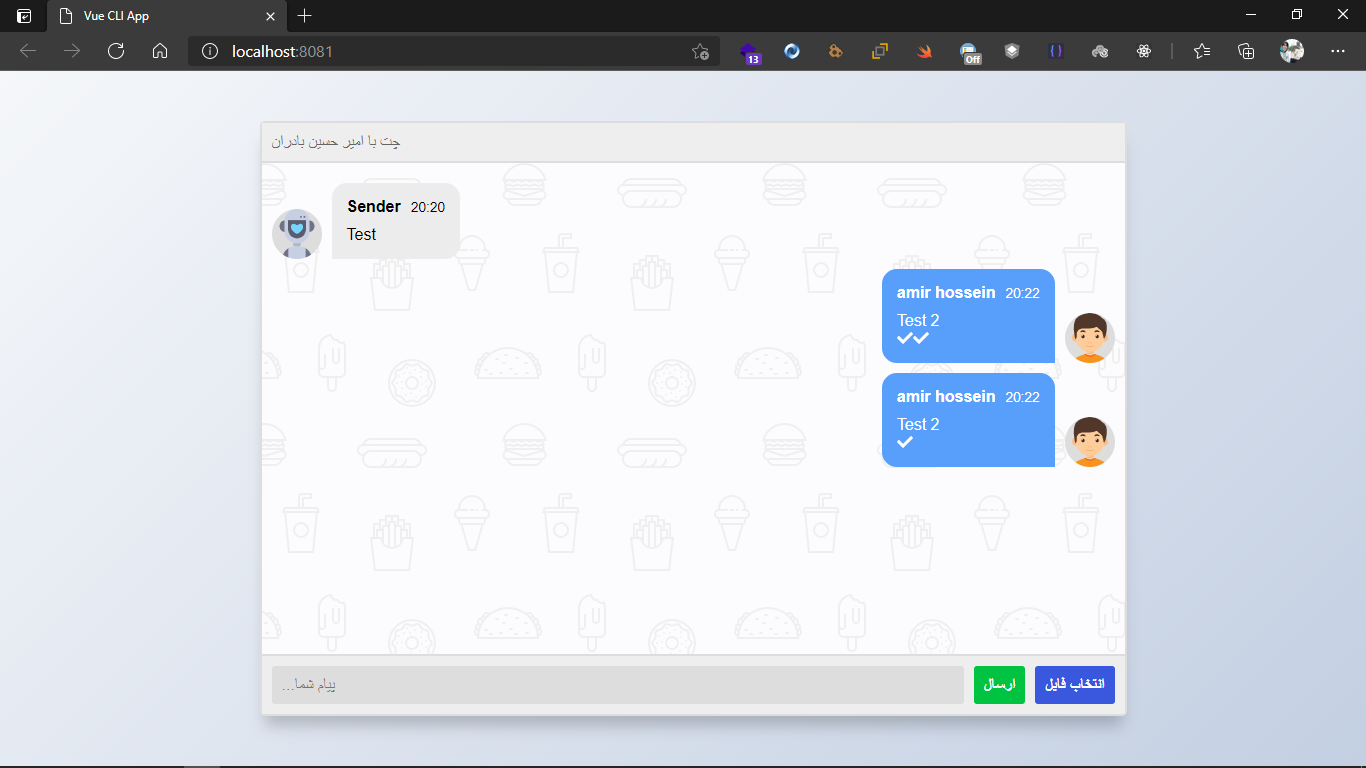 Vue CLI App
localhost:8081
13
Off
چت با امیر حسین بادران
Sender 20:20
Test
amir hossein 20:22
Test 2
amir hossein 20:22
Test 2
پیام شما...
ارسال
انتخاب فایل